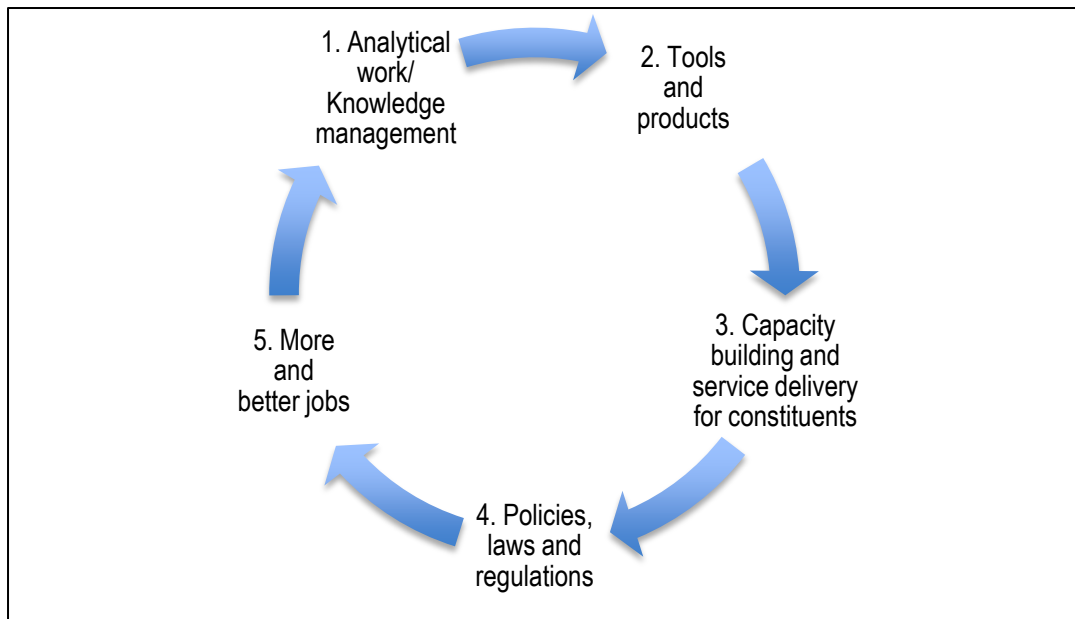 1. Analytical
work/
Knowledge
management
2. Tools
and
products
3. Capacity
building and
service delivery
for constituents
4. Policies,
laws and
regulations
5. More
and
better jobs